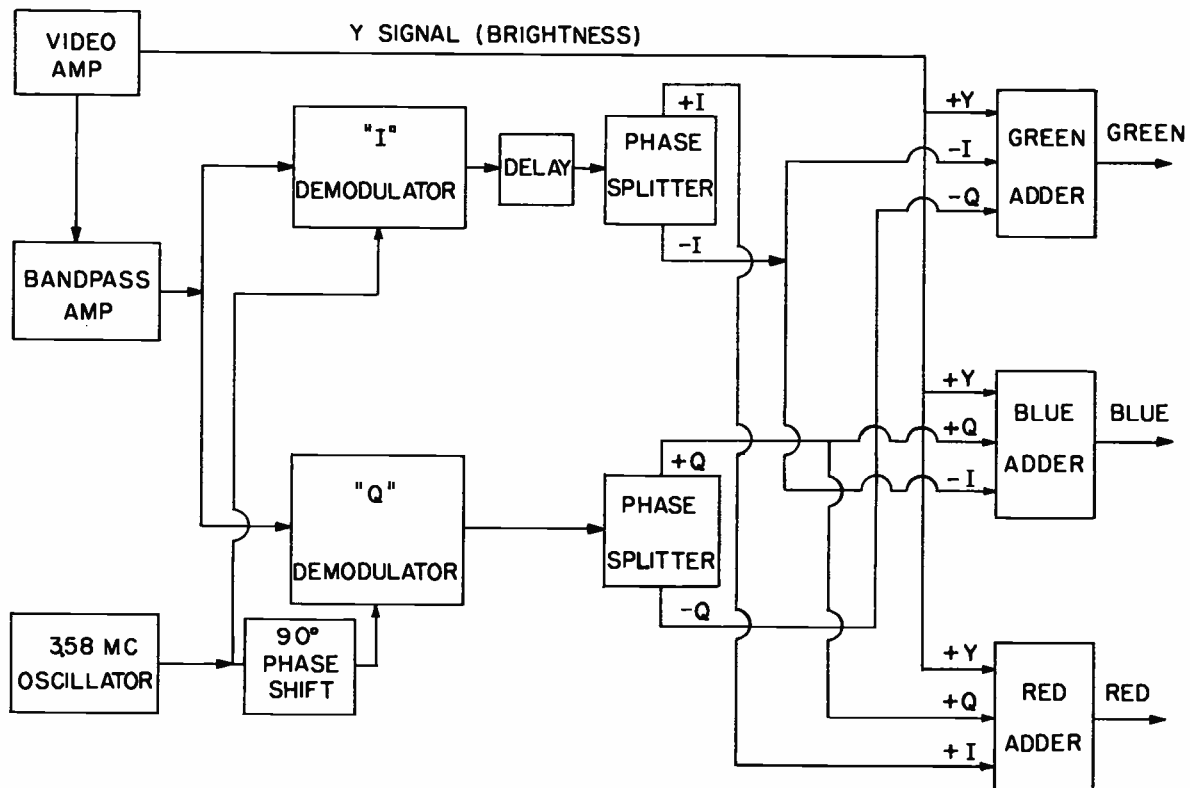 VIDEO
AMP
Y SIGNAL (BRIGHTNESS)
BANDPASS
AMP
"I"
DEMODULATOR
DELAY
PHASE
SPLITTER
+I
-I
"Q"
DEMODULATOR
PHASE
SPLITTER
+Q
-Q
3.58 MC
OSCILLATOR
90°
PHASE
SHIFT
+Y
-I
-Q
GREEN
ADDER
GREEN
+Y
+Q
-I
BLUE
ADDER
BLUE
+Y
+Q
+I
RED
ADDER
RED